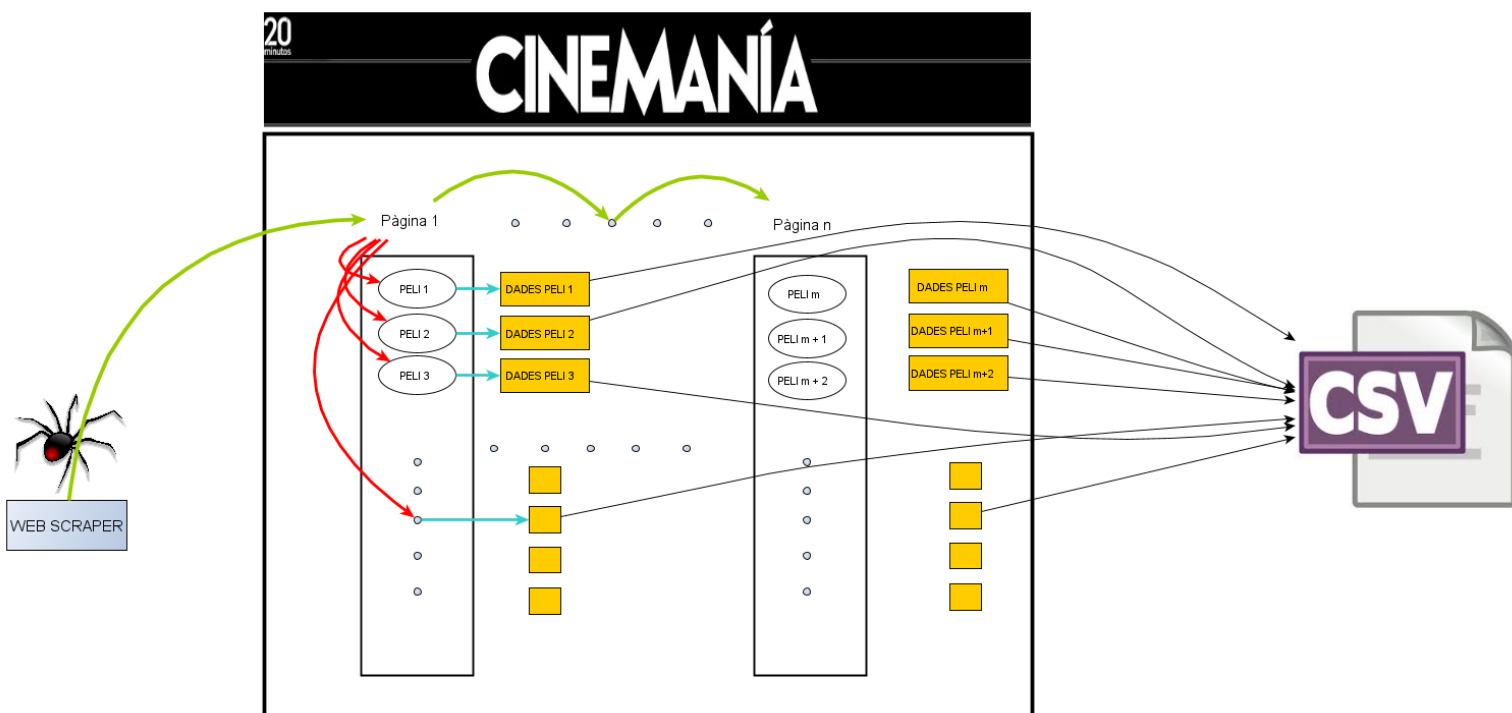 20
minutos
CINEMANÍA
Pàgina 1
Pàgina n
PELI 1
DADES PELI 1
PELI m
DADES PELI m
PELI 2
DADES PELI 2
PELI m + 1
DADES PELI m+1
PELI 3
DADES PELI 3
PELI m + 2
DADES PELI m+2
CSV
WEB SCRAPER